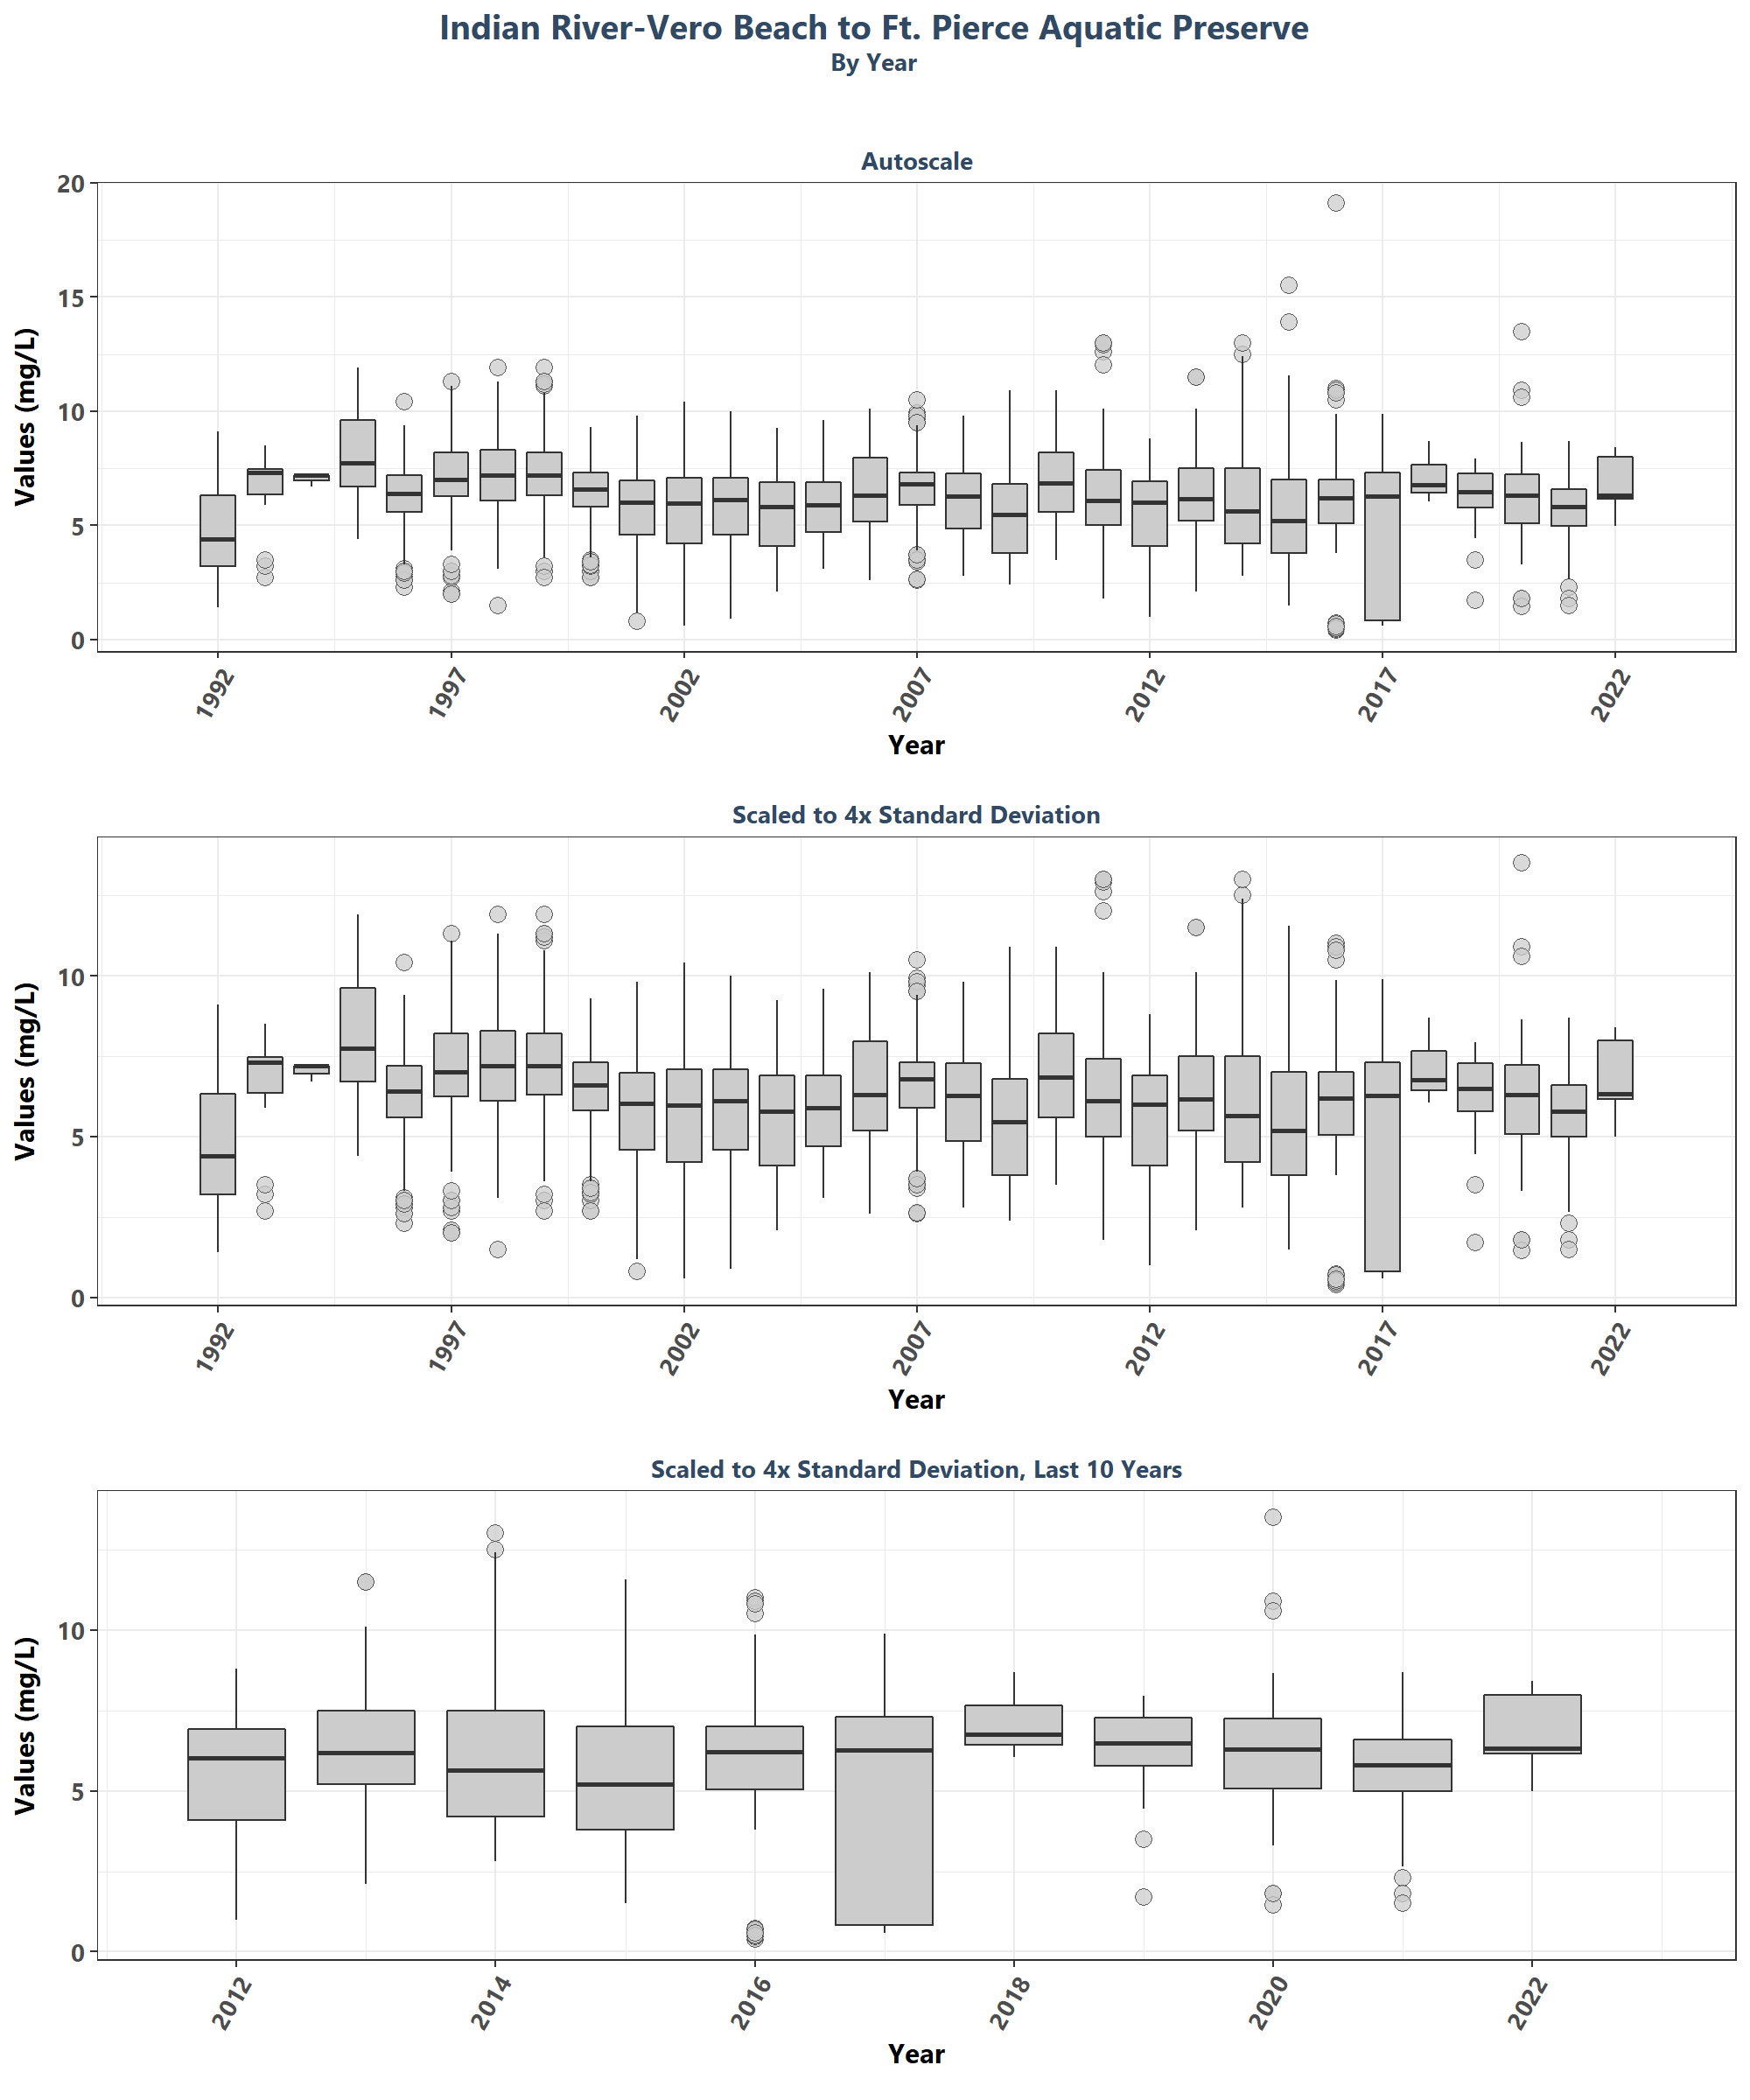 Indian River-Vero Beach to Ft. Pierce Aquatic Preserve
By Year
Autoscale
Values (mg/L)
20
15
10
5
0
1992
1997
2002
2007
2012
2017
2022
Year
Scaled to 4x Standard Deviation
Values (mg/L)
10
5
0
1992
1997
2002
2007
2012
2017
2022
Year
Scaled to 4x Standard Deviation, Last 10 Years
Values (mg/L)
10
5
0
2012
2014
2016
2018
2020
2022
Year